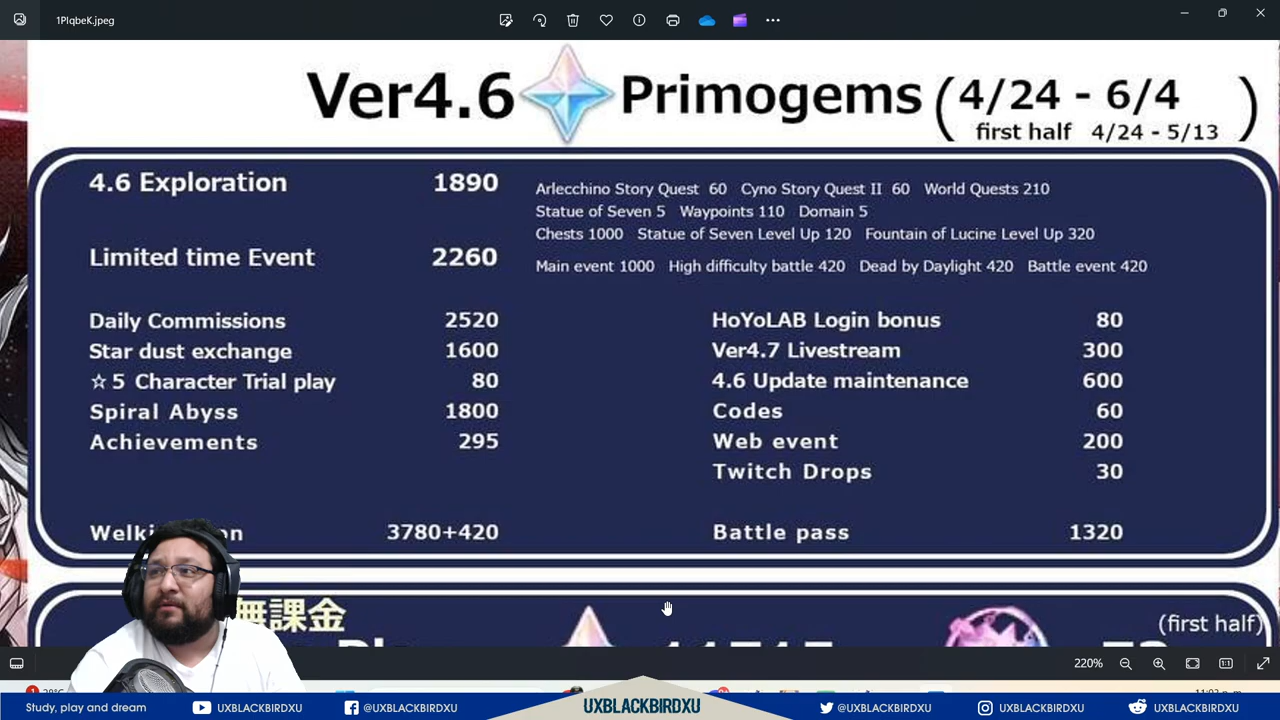 1PlqbeK.jpeg
Ver4.6 Primogems (4/24 - 6/4)
first half 4/24 - 5/13
4.6 Exploration 1890
Arlecchino Story Quest 60 Cyno Story Quest II 60 World Quests 210
Statue of Seven 5 Waypoints 110 Domain 5
Chests 1000 Statue of Seven Level Up 120 Fountain of Lucine Level Up 320
Limited time Event 2260
Main event 1000 High difficulty battle 420 Dead by Daylight 420 Battle event 420
Daily Commissions 2520 HoYoLAB Login bonus 80
Star dust exchange 1600 Ver4.7 Livestream 300
☆5 Character Trial play 80 4.6 Update maintenance 600
Spiral Abyss 1800 Codes 60
Achievements 295 Web event 200
Twitch Drops 30
3780+420 Battle pass 1320
無課金 (first half)
220%
Study, play and dream UXBLACKBIRDXU @UXBLACKBIRDXU UXBLACKBIRDXU @UXBLACKBIRDXU UXBLACKBIRDXU UXBLACKBIRDXU